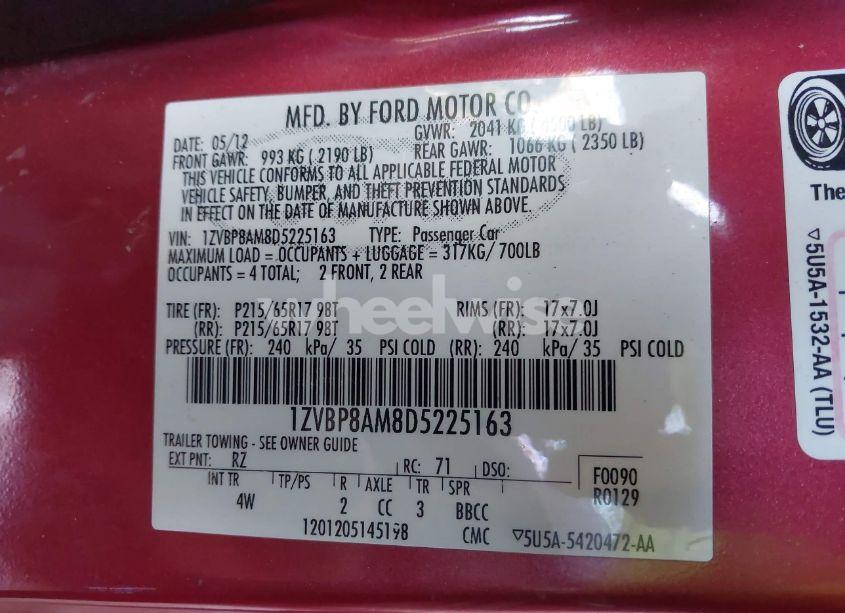 MFD. BY FORD MOTOR CO.
DATE: 05/12 GVWR: 2041 KG ( LB)
FRONT GAWR: 993 KG ( 2190 LB) REAR GAWR: 1066 KG ( 2350 LB)
THIS VEHICLE CONFORMS TO ALL APPLICABLE FEDERAL MOTOR
VEHICLE SAFETY, BUMPER, AND THEFT PREVENTION STANDARDS
IN EFFECT ON THE DATE OF MANUFACTURE SHOWN ABOVE.
VIN: 1ZVBP8AM8D5225163 TYPE: Passenger Car
MAXIMUM LOAD = OCCUPANTS + LUGGAGE = 317KG/ 700LB
OCCUPANTS = 4 TOTAL; 2 FRONT, 2 REAR
TIRE (FR): P215/65R17 98T RIMS (FR): 17x7.0J
(RR): P215/65R17 98T (RR): 17x7.0J
PRESSURE (FR): 240 kPa/ 35 PSI COLD (RR): 240 kPa/ 35 PSI COLD
1ZVBP8AM8D5225163
TRAILER TOWING - SEE OWNER GUIDE
EXT PNT: RZ RC: 71 DSO: F0090
R0129
INT TR TP/PS R AXLE TR SPR
4W 2 CC 3 BBCC
1201205145198 CMC ▽5U5A-5420472-AA
The
▽5U5A-1532-AA (TLU)
wheelwise